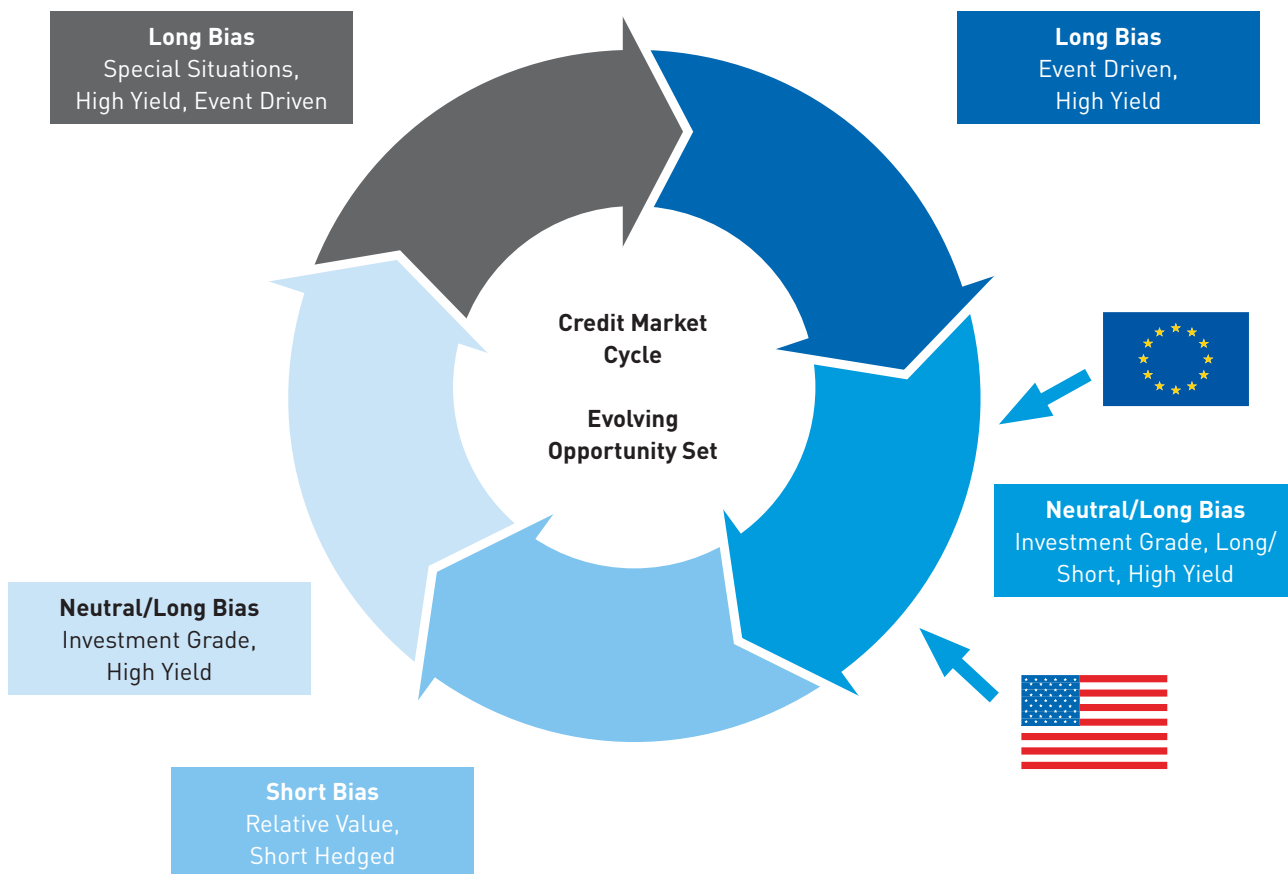 Long Bias
Special Situations,
High Yield, Event Driven
Long Bias
Event Driven,
High Yield
Credit Market
Cycle
Evolving
Opportunity Set
Neutral/Long Bias
Investment Grade, Long/
Short, High Yield
Neutral/Long Bias
Investment Grade,
High Yield
Short Bias
Relative Value,
Short Hedged